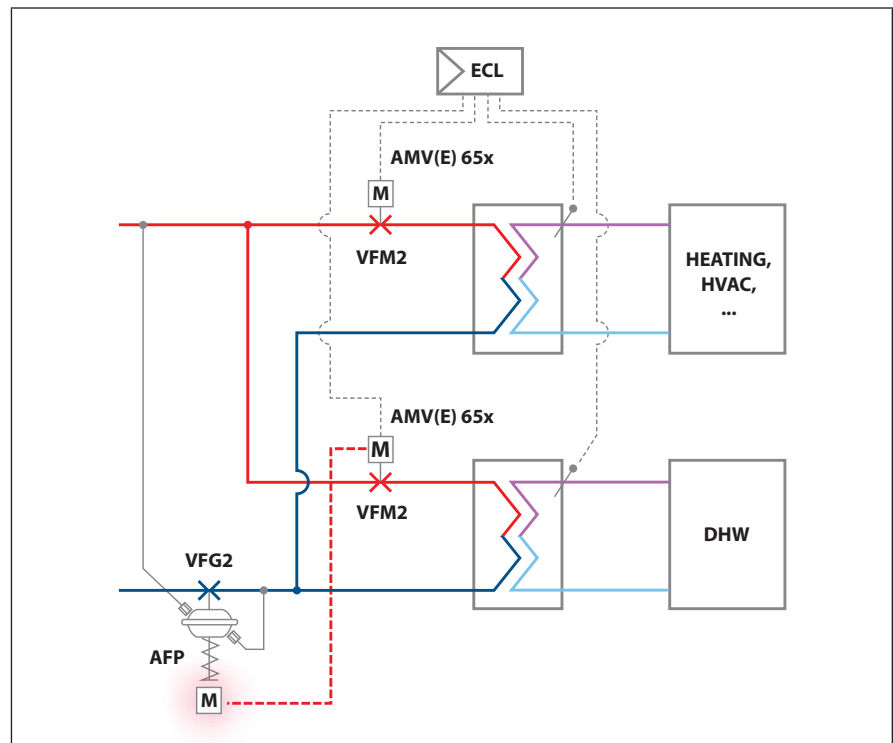 ECL
AMV(E) 65x
M
VFM2
HEATING,
HVAC,
...
AMV(E) 65x
M
VFM2
DHW
VFG2
AFP
M